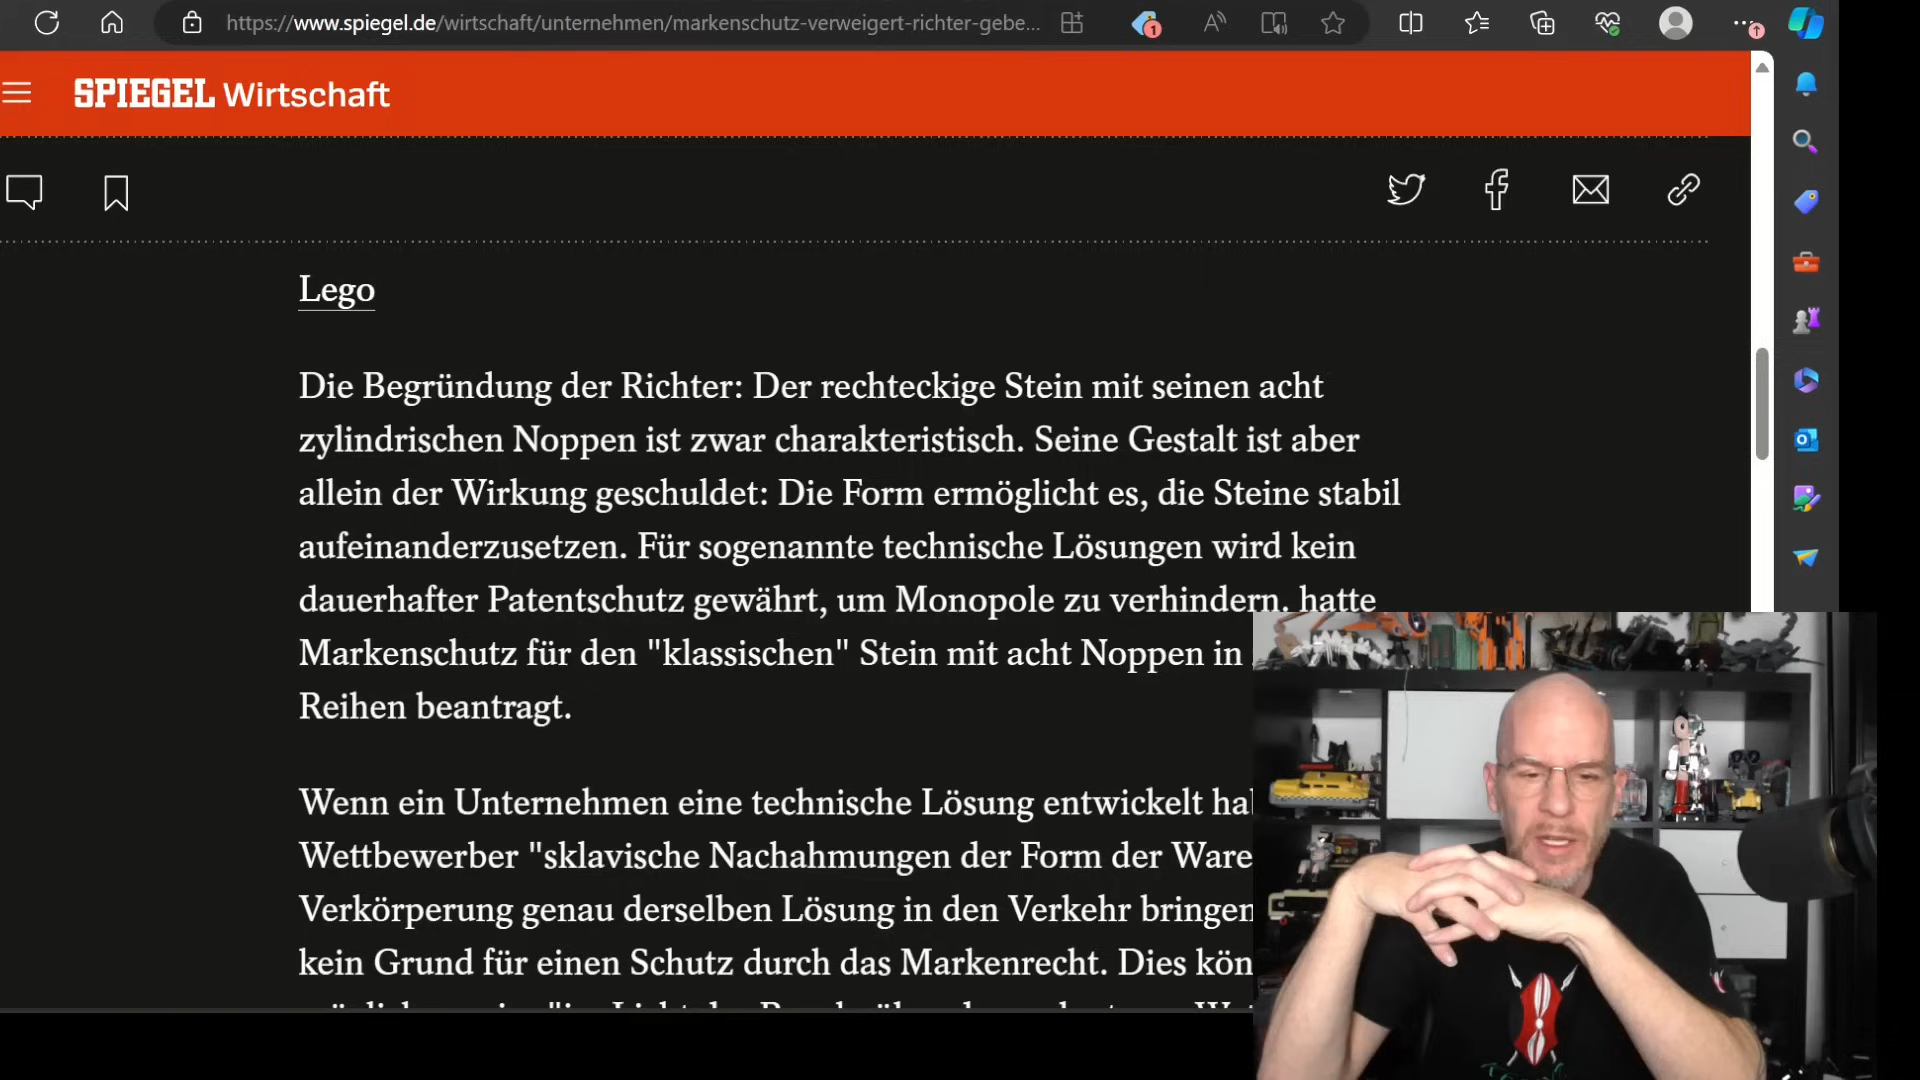 https://www.spiegel.de/wirtschaft/unternehmen/markenschutz-verweigert-richter-gebe...
1
SPIEGEL Wirtschaft
Lego
Die Begründung der Richter: Der rechteckige Stein mit seinen acht
zylindrischen Noppen ist zwar charakteristisch. Seine Gestalt ist aber
allein der Wirkung geschuldet: Die Form ermöglicht es, die Steine stabil
aufeinanderzusetzen. Für sogenannte technische Lösungen wird kein
dauerhafter Patentschutz gewährt, um Monopole zu verhindern. hatte
Markenschutz für den "klassischen" Stein mit acht Noppen in
Reihen beantragt.
Wenn ein Unternehmen eine technische Lösung entwickelt
Wettbewerber "sklavische Nachahmungen der Form der Ware
Verkörperung genau derselben Lösung in den Verkehr bringen
kein Grund für einen Schutz durch das Markenrecht. Dies